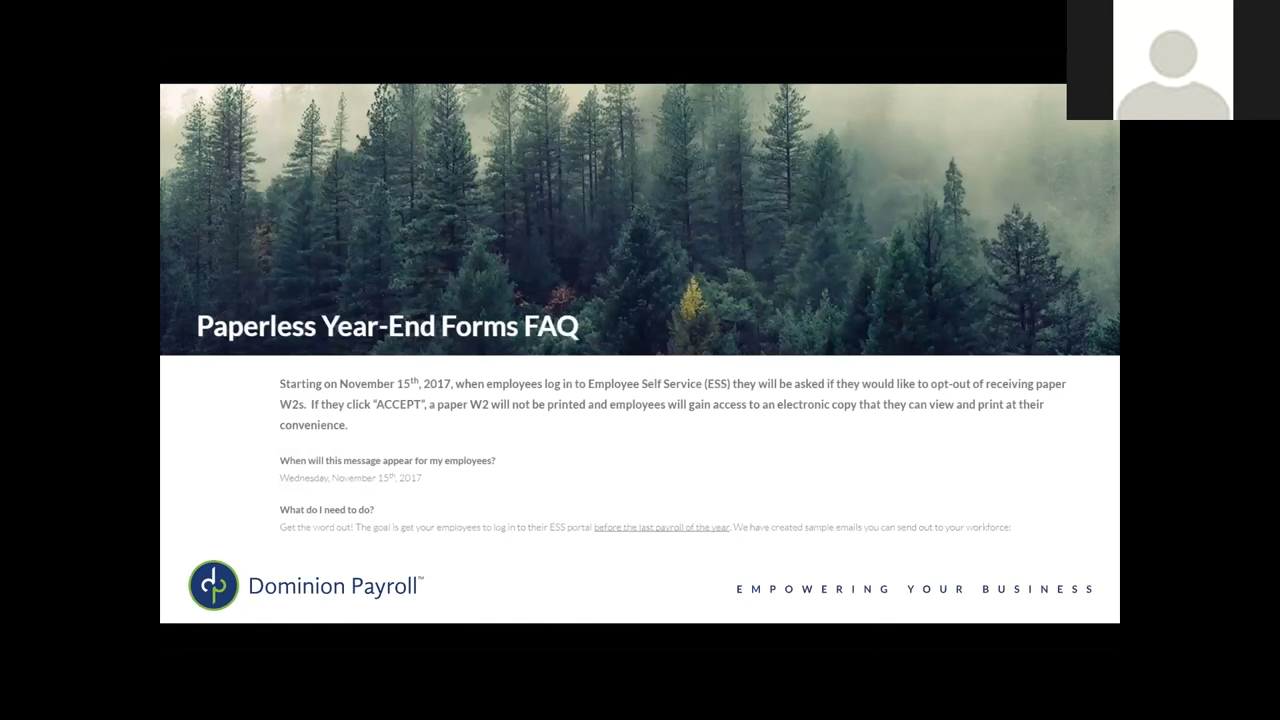 Paperless Year-End Forms FAQ
Starting on November 15th, 2017, when employees log in to Employee Self Service (ESS) they will be asked if they would like to opt-out of receiving paper
W2s. If they click “ACCEPT”, a paper W2 will not be printed and employees will gain access to an electronic copy that they can view and print at their
convenience.
When will this message appear for my employees?
Wednesday, November 15th, 2017
What do I need to do?
Get the word out! The goal is get your employees to log in to their ESS portal before the last payroll of the year. We have created sample emails you can send out to your workforce:
dp Dominion Payroll™
EMPOWERING YOUR BUSINESS